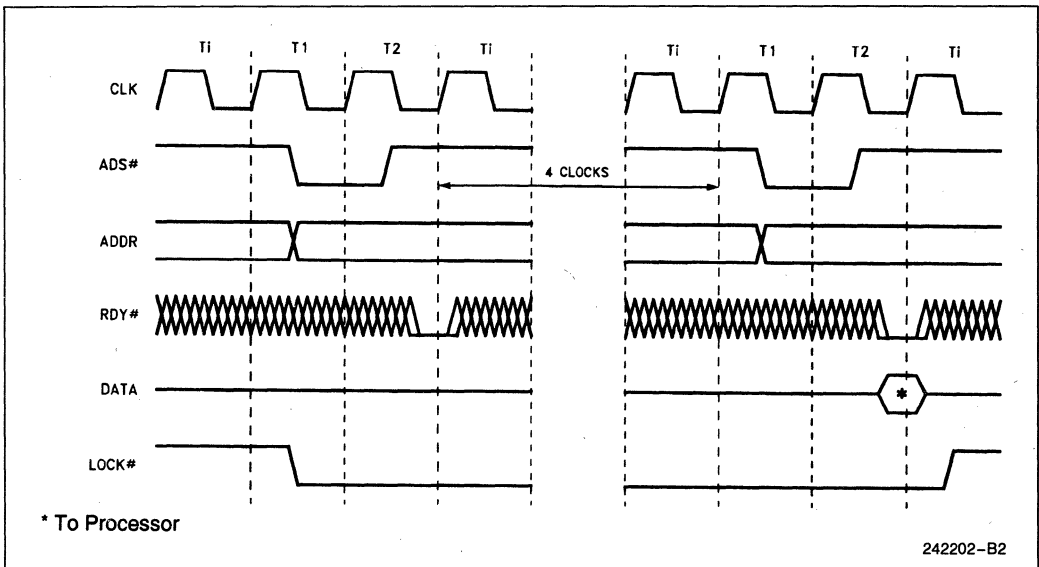 Ti T1 T2 Ti Ti T1 T2 Ti
CLK
ADS#
4 CLOCKS
ADDR
RDY#
DATA
*
LOCK#
* To Processor
242202-B2